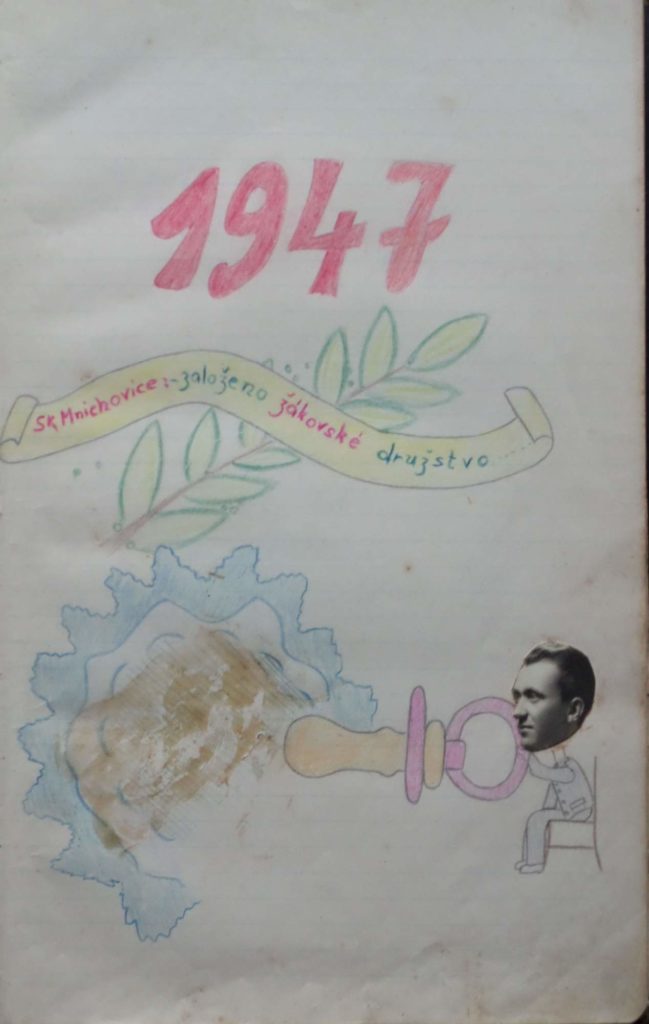 1947
SK Mnichovice:-založeno žákovské družstvo.....